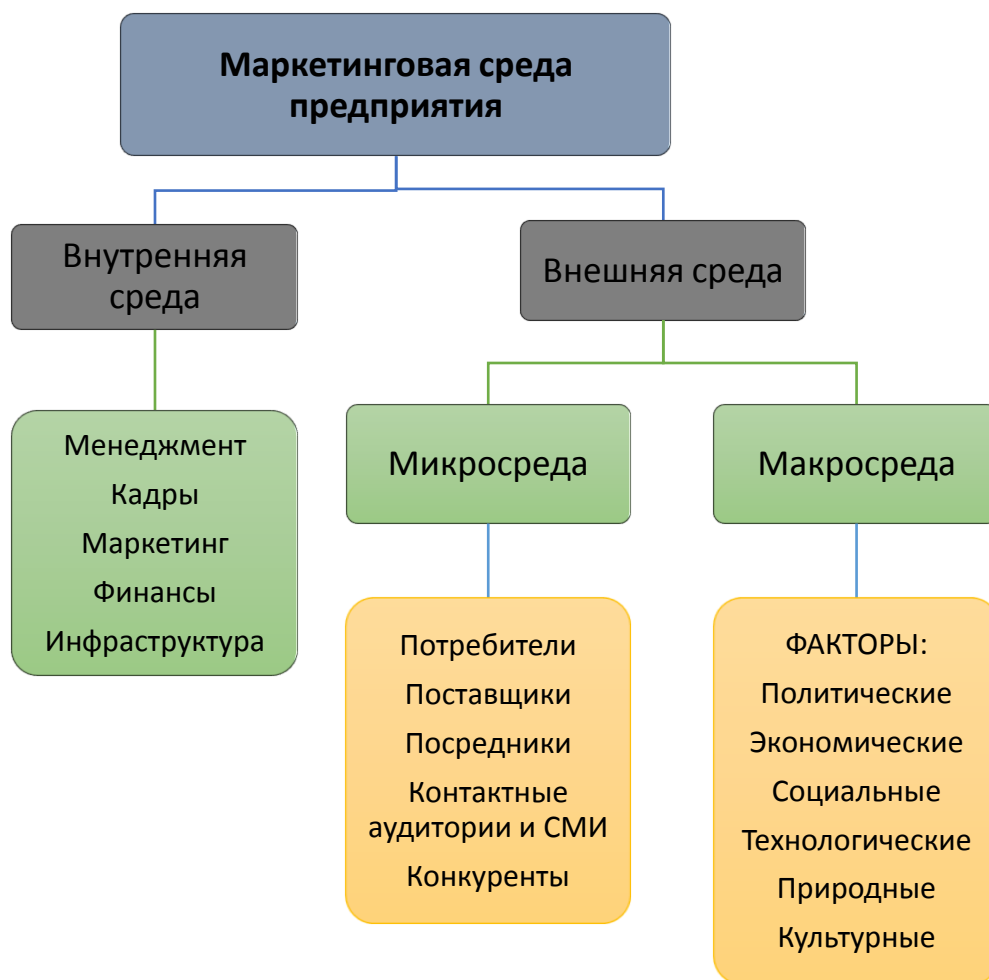 Маркетинговая среда
предприятия
Внутренняя
среда
Внешняя среда
Менеджмент
Кадры
Маркетинг
Финансы
Инфраструктура
Микросреда
Макросреда
Потребители
Поставщики
Посредники
Контактные
аудитории и СМИ
Конкуренты
ФАКТОРЫ:
Политические
Экономические
Социальные
Технологические
Природные
Культурные